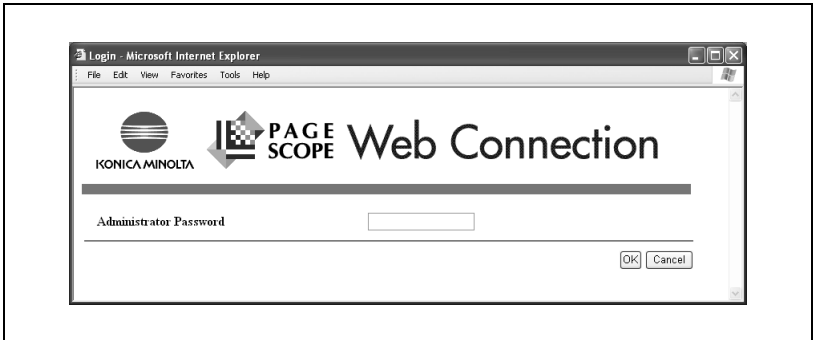 Login - Microsoft Internet Explorer
File Edit View Favorites Tools Help
KONICA MINOLTA
PAGE SCOPE Web Connection
Administrator Password
OK Cancel